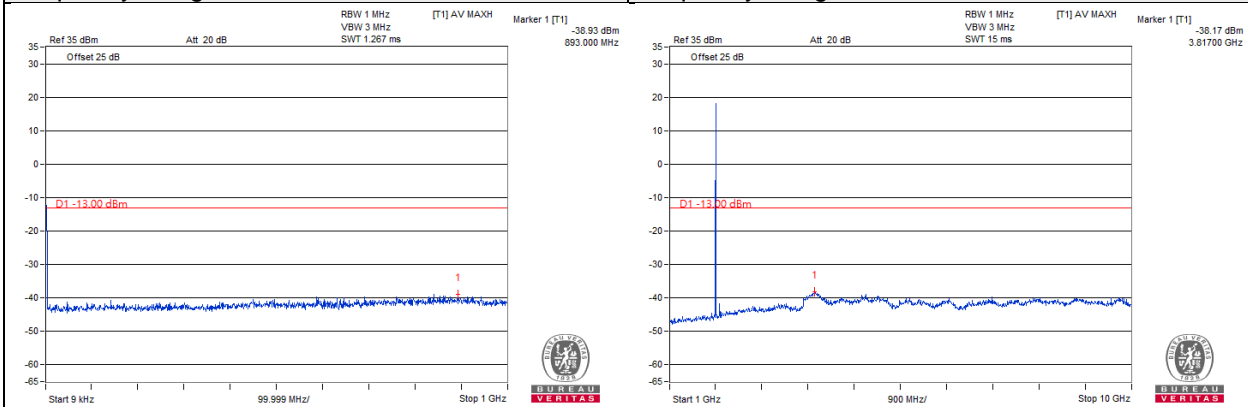 RBW 1 MHz [T1] AV MAXH Marker 1 [T1]
VBW 3 MHz -38.93 dBm
Ref 35 dBm Att 20 dB SWT 1.267 ms 893.000 MHz
35
Offset 25 dB
30
20
10
0
-10
D1 -13.00 dBm
-20
-30
1
-40
-50
-60
-65
Start 9 kHz 99.999 MHz/ Stop 1 GHz
BUREAU VERITAS
1828
BUREAU
VERITAS
RBW 1 MHz [T1] AV MAXH Marker 1 [T1]
VBW 3 MHz -38.17 dBm
Ref 35 dBm Att 20 dB SWT 15 ms 3.81700 GHz
35
Offset 25 dB
30
20
10
0
-10
D1 -13.00 dBm
-20
-30
1
-40
-50
-60
-65
Start 1 GHz 900 MHz/ Stop 10 GHz
BUREAU VERITAS
1828
BUREAU
VERITAS